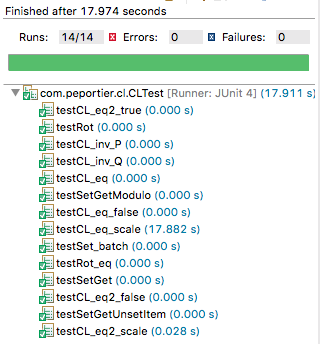 Finished after 17.974 seconds
Runs: 14/14 Errors: 0 Failures: 0
com.peportier.cl.CLTest [Runner: JUnit 4] (17.911 s)
testCL_eq2_true (0.000 s)
testRot (0.000 s)
testCL_inv_P (0.000 s)
testCL_inv_Q (0.000 s)
testCL_eq (0.000 s)
testSetGetModulo (0.000 s)
testCL_eq_false (0.000 s)
testCL_eq_scale (17.882 s)
testSet_batch (0.000 s)
testRot_eq (0.000 s)
testSetGet (0.000 s)
testCL_eq2_false (0.000 s)
testSetGetUnsetItem (0.000 s)
testCL_eq2_scale (0.028 s)